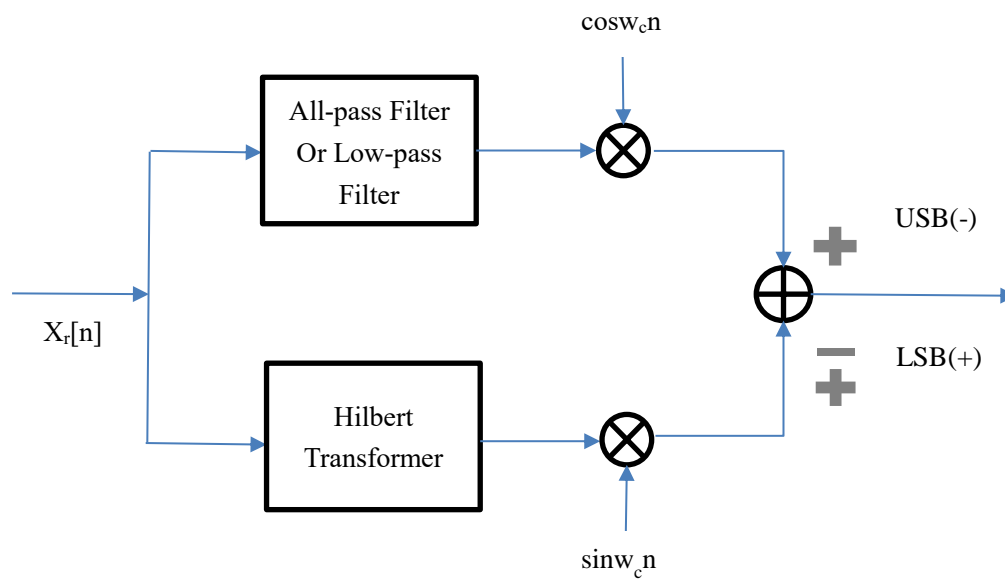 coswcn
All-pass Filter
Or Low-pass
Filter
USB(-)
Xr[n]
LSB(+)
Hilbert
Transformer
sinwcn